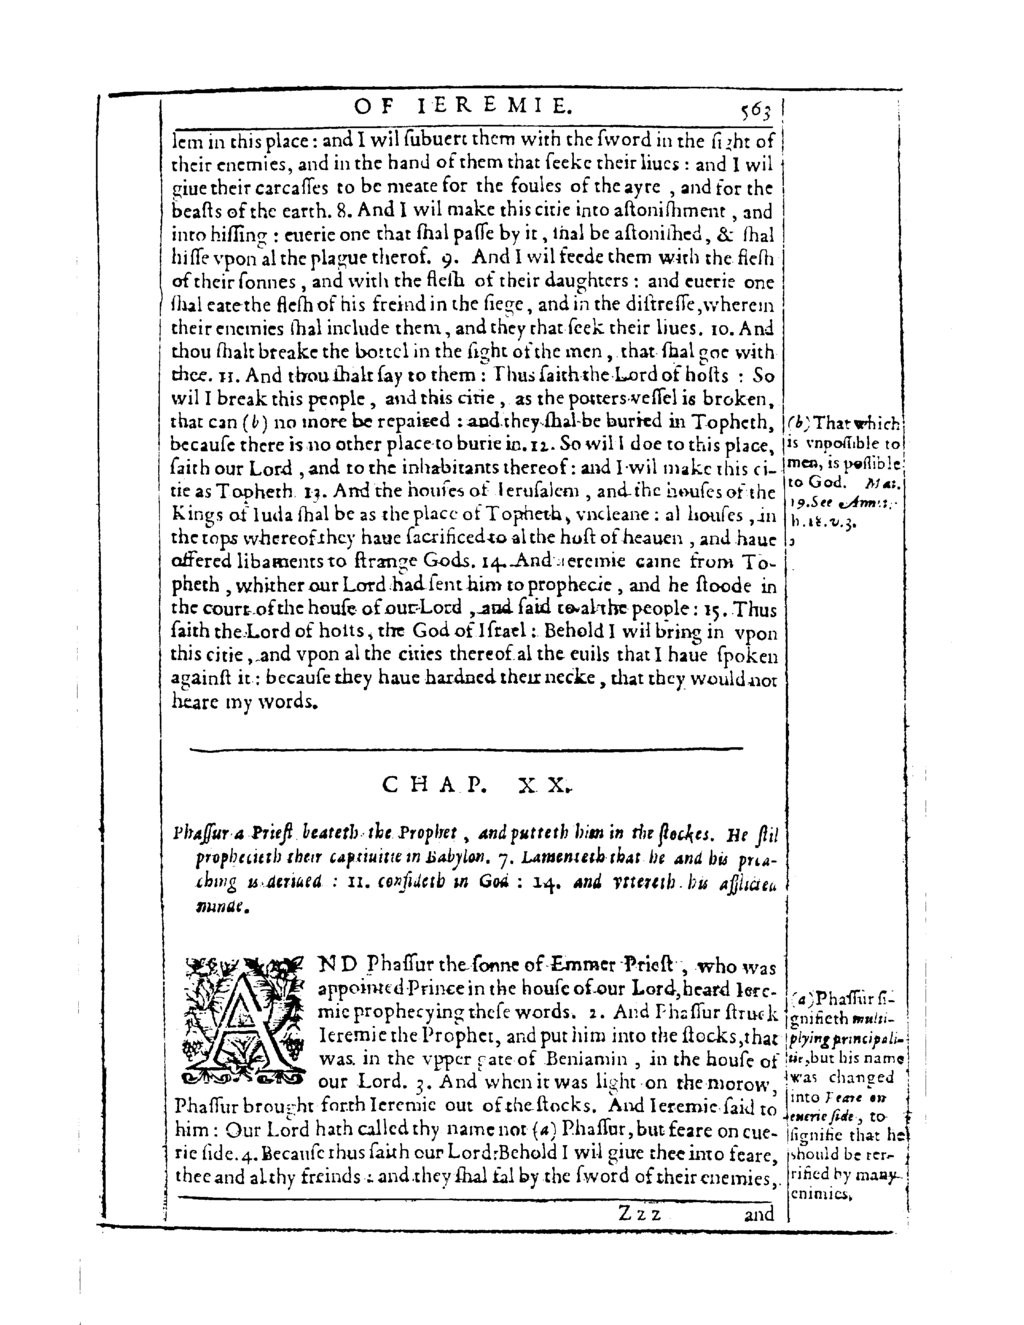 OF IEREMIE. 563
lem in this place : and I wil ſubuert them with the ſword in the ſight of
their enemies, and in the hand of them that ſeeke their liues : and I wil
giue their carcaſſes to be meate for the foules of the ayre , and for the
beaſts of the earth. 8. And I wil make this citie into aſtoniſhment , and
into hiſſing : euerie one that ſhal paſſe by it , ſhal be aſtoniſhed, & ſhal
hiſſe vpon al the plague therof. 9. And I wil feede them with the fleſh
of their ſonnes , and with the fleſh of their daughters : and euerie one
ſhal eate the fleſh of his freind in the ſiege , and in the diſtreſſe,wherein
their enemies ſhal include them , and they that ſeek their liues. 10. And
thou ſhalt breake the bottel in the ſight of the men , that ſhal goe with
thee. 11. And thou ſhalt ſay to them : Thus ſaith the Lord of hoſts : So
wil I break this people , and this citie , as the potters veſſel is broken,
that can (b) no more be repaired : and they ſhal be buried in Topheth,
becauſe there is no other place to burie in. 12. So wil I doe to this place,
ſaith our Lord , and to the inhabitants thereof : and I wil make this ci-
tie as Topheth. 13. And the houſes of Ieruſalem , and the houſes of the
Kings of Iuda ſhal be as the place of Topheth, vncleane : al houſes , in
the tops whereof they haue ſacrificed to al the hoſt of heauen , and haue
offered libaments to ſtrange Gods. 14. And Ieremie came from To-
pheth , whither our Lord had ſent him to prophecie , and he ſtoode in
the court of the houſe of our Lord , and ſaid to al the people : 15. Thus
ſaith the Lord of hoſts, the God of Iſrael : Behold I wil bring in vpon
this citie , and vpon al the cities thereof al the euils that I haue ſpoken
againſt it : becauſe they haue hardned their necke , that they would not
heare my words.
(b) That which
is vnpoſſible to
men, is poſſible
to God. Mat.
19. See Annot.
h. 18. v. 3.
CHAP. XX.
Phaſſur a Prieſt beateth the Prophet , and putteth him in the ſtockes. He ſtil
prophecieth their captiuitie in Babylon. 7. Lamenteth that he and his prea-
ching is derided : 11. confideth in God : 14. and vttereth his afflicted
minde.
AND Phaſſur the ſonne of Emmer Prieſt , who was
appointed Prince in the houſe of our Lord, heard Iere-
mie prophecying theſe words. 2. And Phaſſur ſtruck
Ieremie the Prophet, and put him into the ſtocks, that
was in the vpper gate of Beniamin , in the houſe of
our Lord. 3. And when it was light on the morow,
Phaſſur brought forth Ieremie out of the ſtocks. And Ieremie ſaid to
him : Our Lord hath called thy name not (a) Phaſſur, but feare on eue-
rie ſide. 4. Becauſe thus ſaith our Lord: Behold I wil giue thee into feare,
thee and al thy freinds : and they ſhal fal by the ſword of their enemies,
(a) Phaſſur ſi-
gnifieth multi-
plying principali-
tie, but his name
was changed
into Feare on
euerie ſide, to
ſignifie that he
ſhould be ter-
rified by many
enimies.
Zzz and